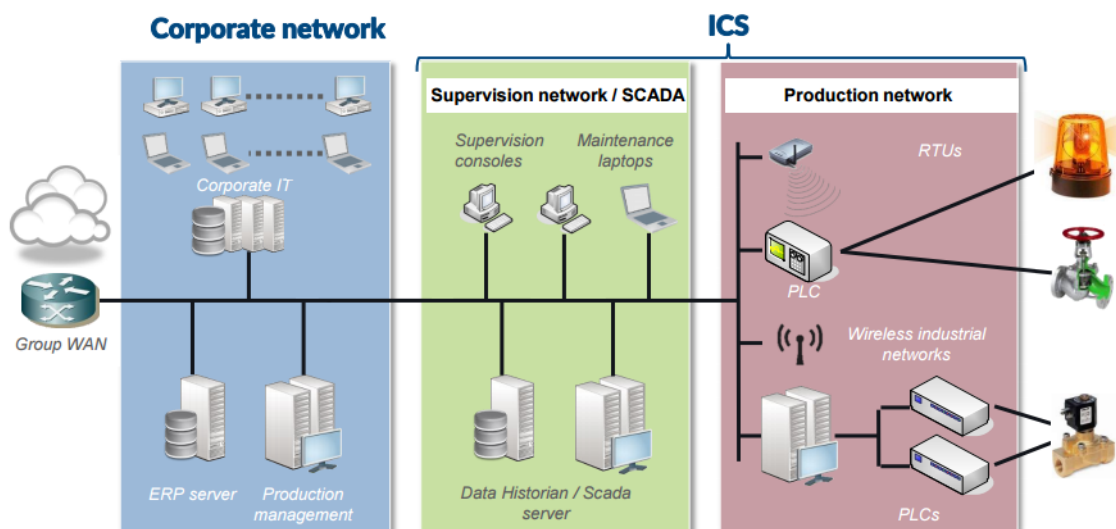 Corporate network
ICS
Supervision network / SCADA
Production network
Supervision
consoles
Maintenance
laptops
RTUs
Corporate IT
PLC
Group WAN
Wireless industrial
networks
ERP server
Production
management
Data Historian / Scada
server
PLCs